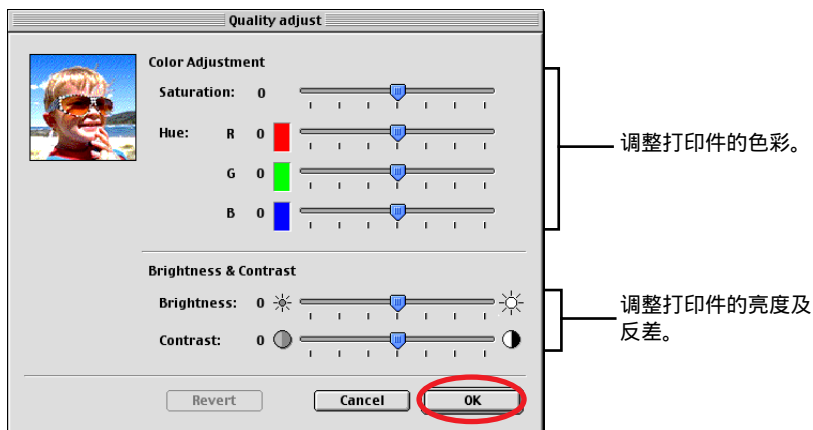 Quality adjust
Color Adjustment
Saturation: 0
Hue: R 0
G 0
B 0
调整打印件的色彩。
Brightness & Contrast
Brightness: 0
Contrast: 0
调整打印件的亮度及
反差。
Revert
Cancel
OK